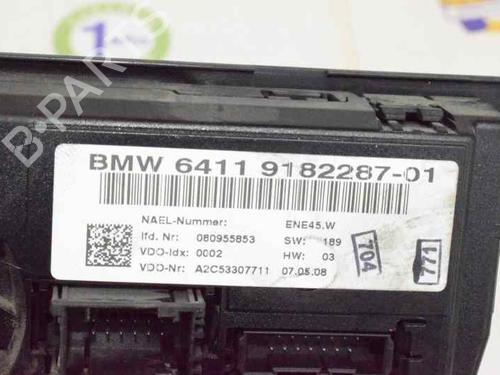 1
B-PARTS
BMW 6411 9182287-01
NAEL-Nummer: ENE45.W
lfd. Nr: 080955853 SW: 189
VDO-Idx: 0002 HW: 03
VDO-Nr: A2C53307711 07.05.08
704
771